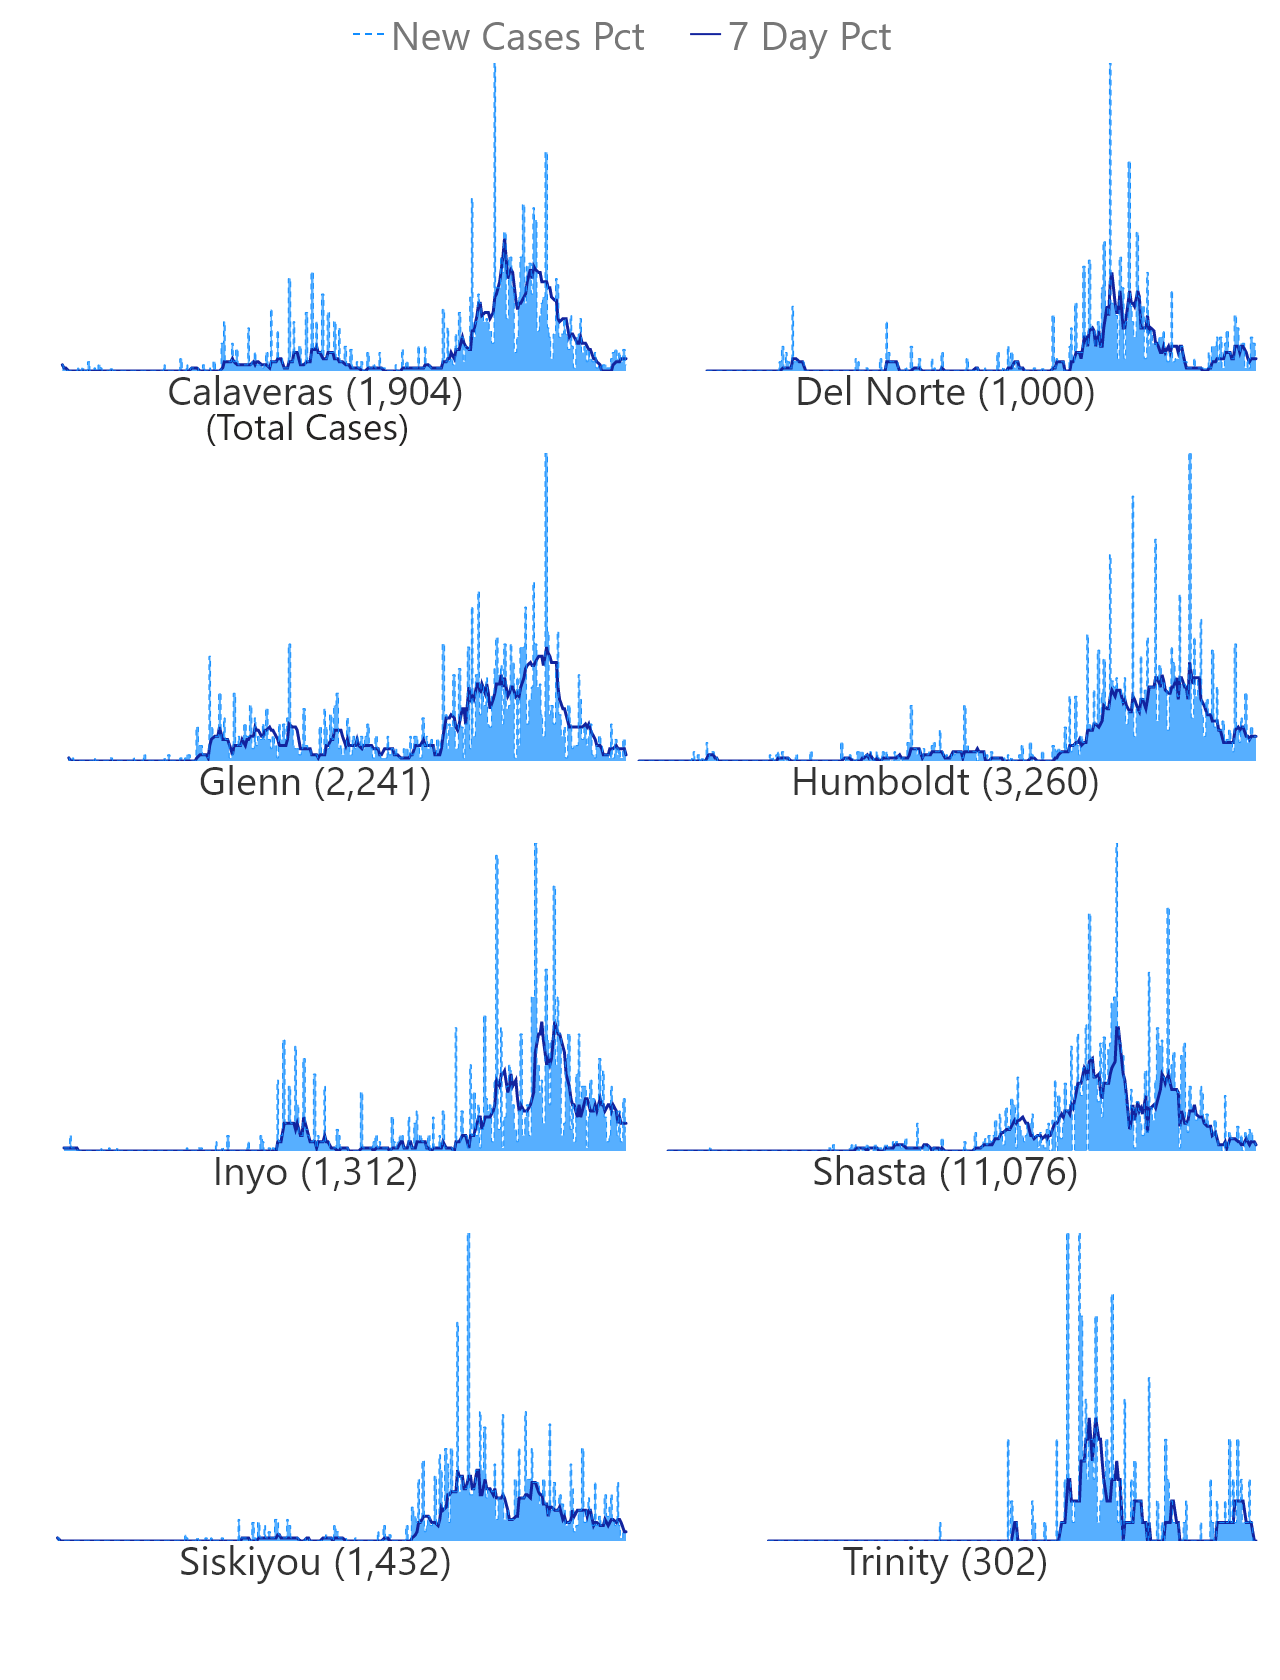 New Cases Pct 7 Day Pct
Calaveras (1,904) Del Norte (1,000)
(Total Cases)
Glenn (2,241) Humboldt (3,260)
Inyo (1,312) Shasta (11,076)
Siskiyou (1,432) Trinity (302)